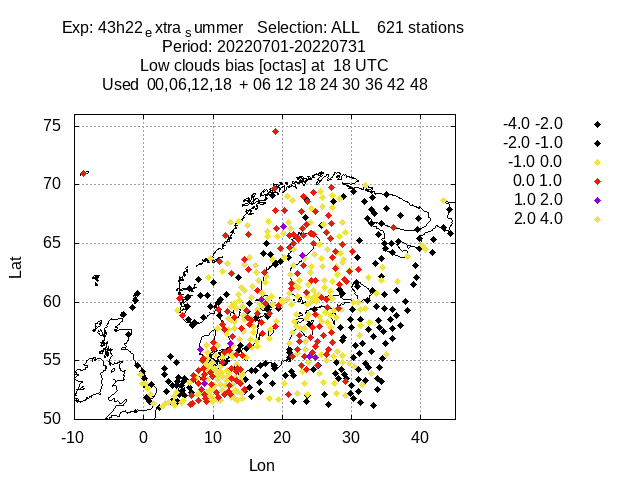 Exp: 43h22extrasummer Selection: ALL 621 stations
Period: 20220701-20220731
Low clouds bias [octas] at 18 UTC
Used 00,06,12,18 + 06 12 18 24 30 36 42 48
-4.0 -2.0
-2.0 -1.0
-1.0 0.0
0.0 1.0
1.0 2.0
2.0 4.0
75
70
65
60
55
50
Lat
-10 0 10 20 30 40
Lon